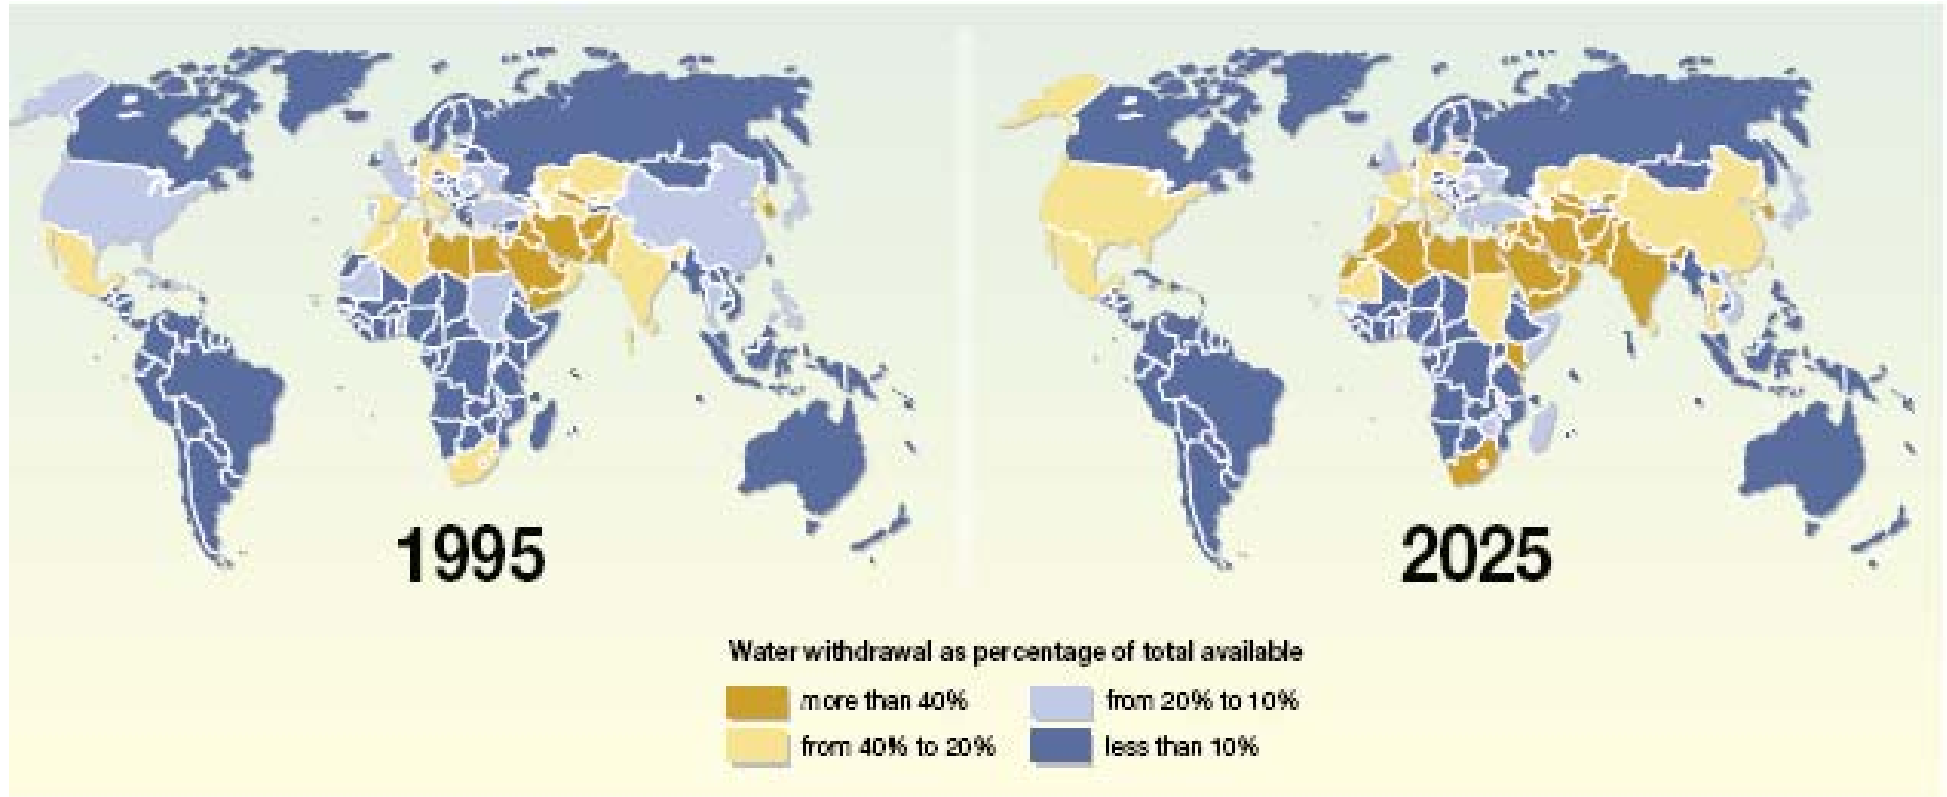 1995
2025
Water withdrawal as percentage of total available
more than 40%
from 20% to 10%
from 40% to 20%
less than 10%